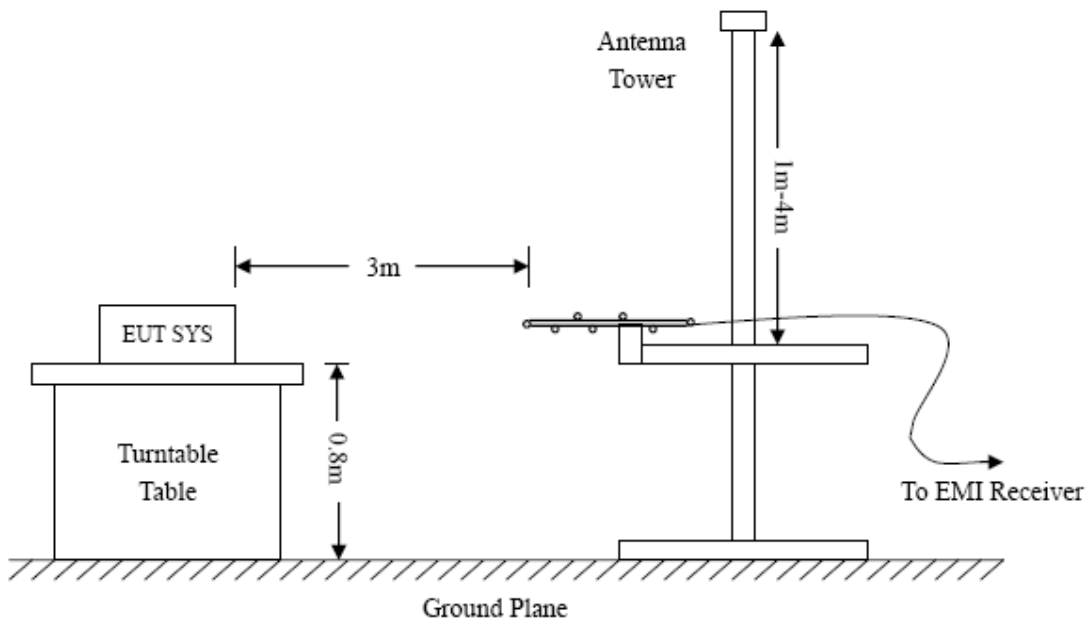 Antenna
Tower
1m-4m
3m
EUT SYS
0.8m
Turntable
Table
To EMI Receiver
Ground Plane